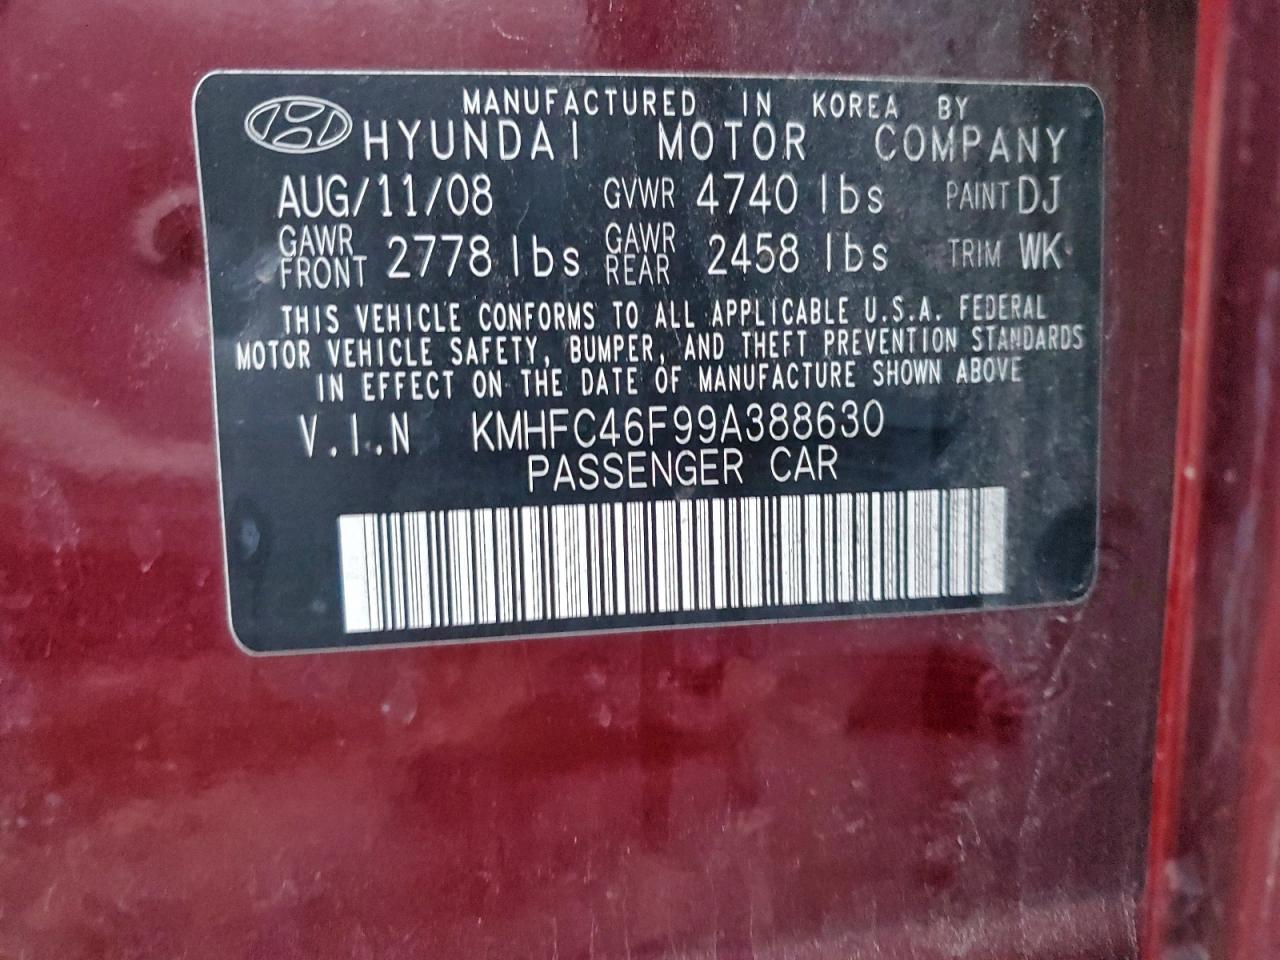 MANUFACTURED IN KOREA BY
HYUNDAI MOTOR COMPANY
AUG/11/08 GVWR 4740 lbs PAINT DJ
GAWR FRONT 2778 lbs GAWR REAR 2458 lbs TRIM WK
THIS VEHICLE CONFORMS TO ALL APPLICABLE U.S.A. FEDERAL
MOTOR VEHICLE SAFETY, BUMPER, AND THEFT PREVENTION STANDARDS
IN EFFECT ON THE DATE OF MANUFACTURE SHOWN ABOVE
V.I.N KMHFC46F99A388630
PASSENGER CAR